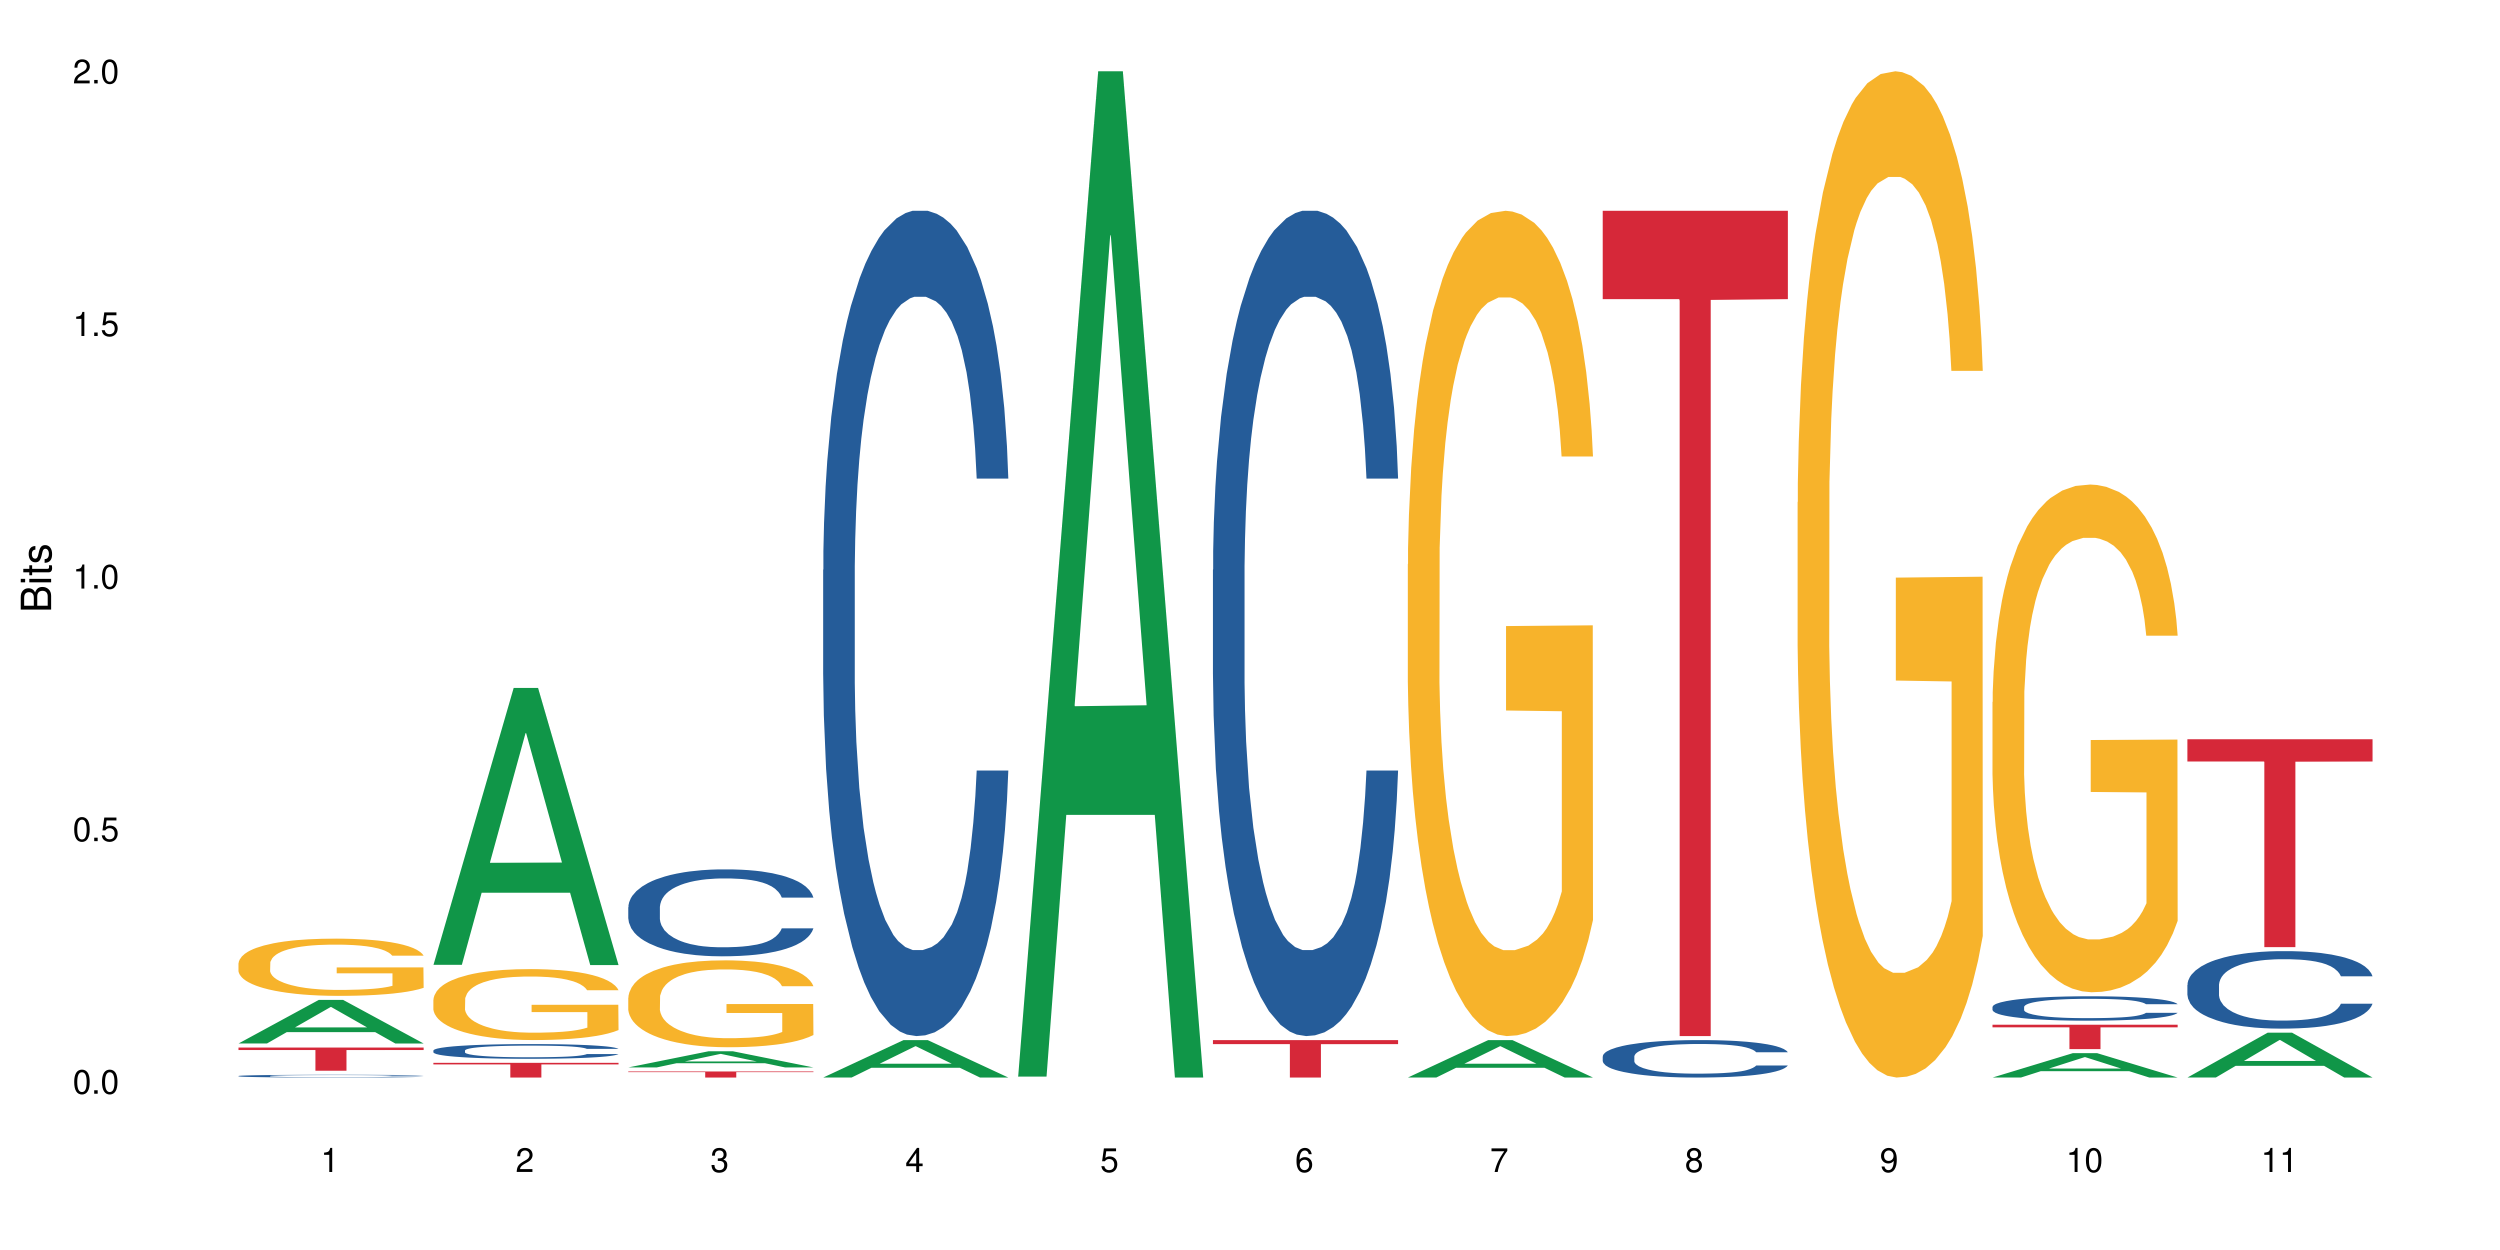 2.0
1.5
1.0
0.5
0.0
Bits
G A T C
A G C T
C G A T
C A
A
C T
G A
T C
G
G C T A
T C A
1 2 3 4 5 6 7 8 9 10 11